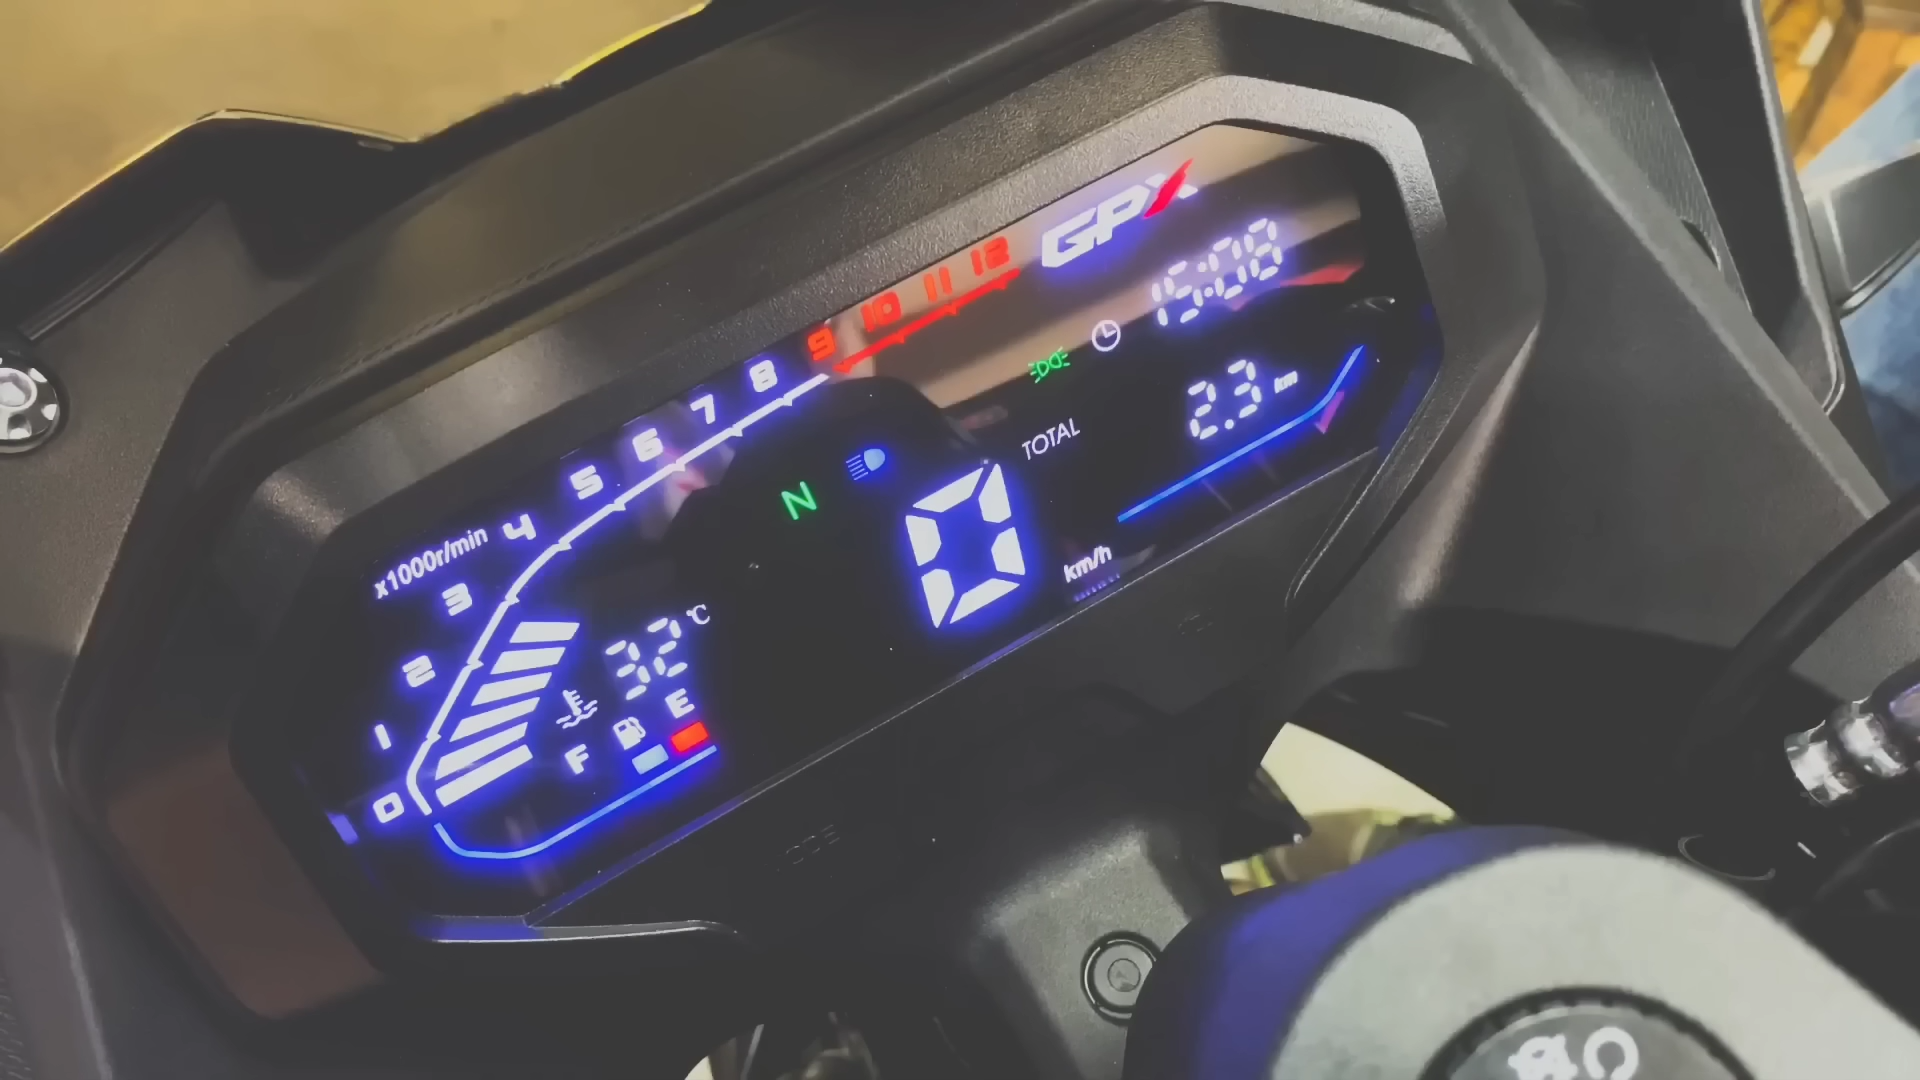 GPX
15:08
9 10 11 12
x1000r/min 0 1 2 3 4 5 6 7 8
TOTAL 2.3 km
N
0 km/h
32 °C
F E